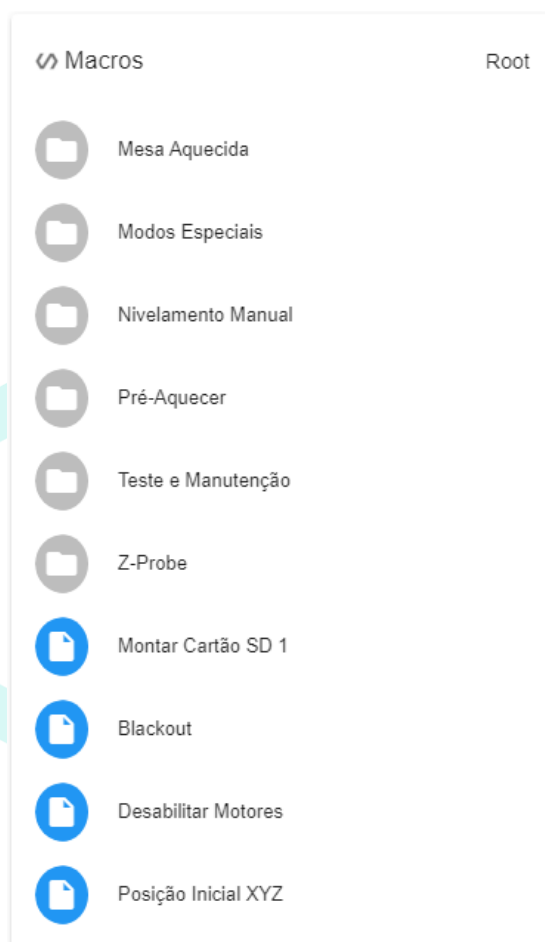 Macros Root
Mesa Aquecida
Modos Especiais
Nivelamento Manual
Pré-Aquecer
Teste e Manutenção
Z-Probe
Montar Cartão SD 1
Blackout
Desabilitar Motores
Posição Inicial XYZ